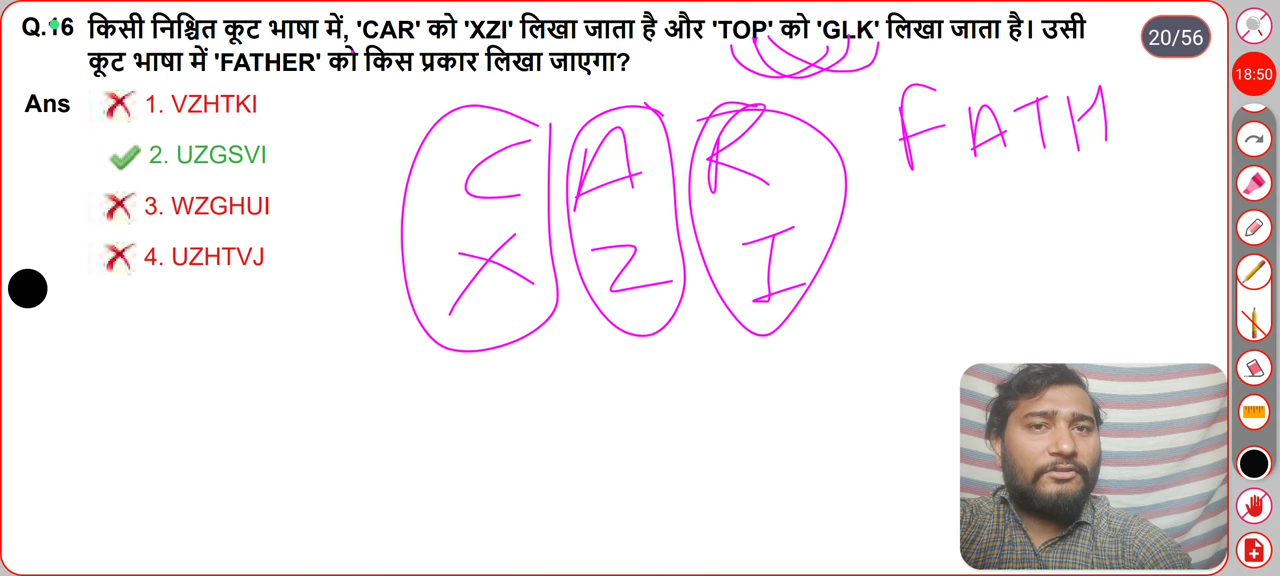 Q.16 किसी निश्चित कूट भाषा में, 'CAR' को 'XZI' लिखा जाता है और 'TOP' को 'GLK' लिखा जाता है। उसी
कूट भाषा में 'FATHER' को किस प्रकार लिखा जाएगा?
20/56
18:50
Ans 1. VZHTKI
2. UZGSVI
3. WZGHUI
4. UZHTVJ
C A R
X Z I
FATH